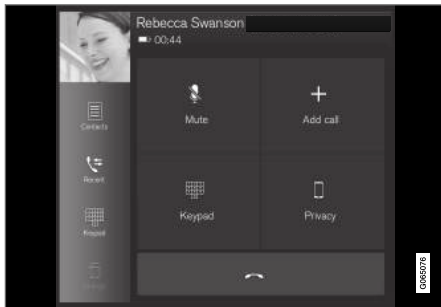 Rebecca Swanson
00:44
Mute
Add call
Contacts
Recent
Keypad
Privacy
Keypad
G065076